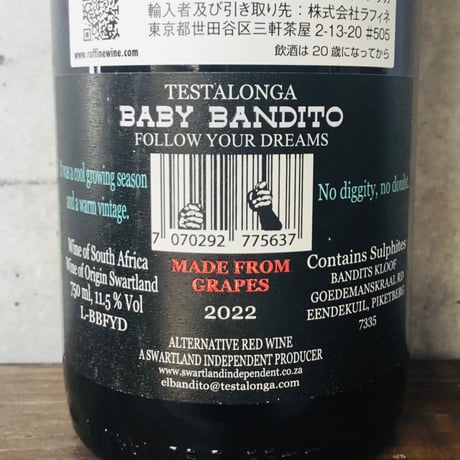 輸入者及び引き取り先：株式会社ラフィネ
東京都世田谷区三軒茶屋 2-13-20 #505
www.raffinewine.com
飲酒は 20 歳になってから
TESTALONGA
BABY BANDITO
FOLLOW YOUR DREAMS
It was a cool growing season
and a warm vintage.
No diggity, no doubt.
7 070292 775637
MADE FROM
GRAPES
2022
Wine of South Africa
Wine of Origin Swartland
750 ml, 11.5 % Vol
L-BBFYD
Contains Sulphites
BANDITS KLOOF
GOEDEMANSKRAAL RD
EENDEKUIL, PIKETBERG
7335
ALTERNATIVE RED WINE
A SWARTLAND INDEPENDENT PRODUCER
www.swartlandindependent.co.za
elbandito@testalonga.com